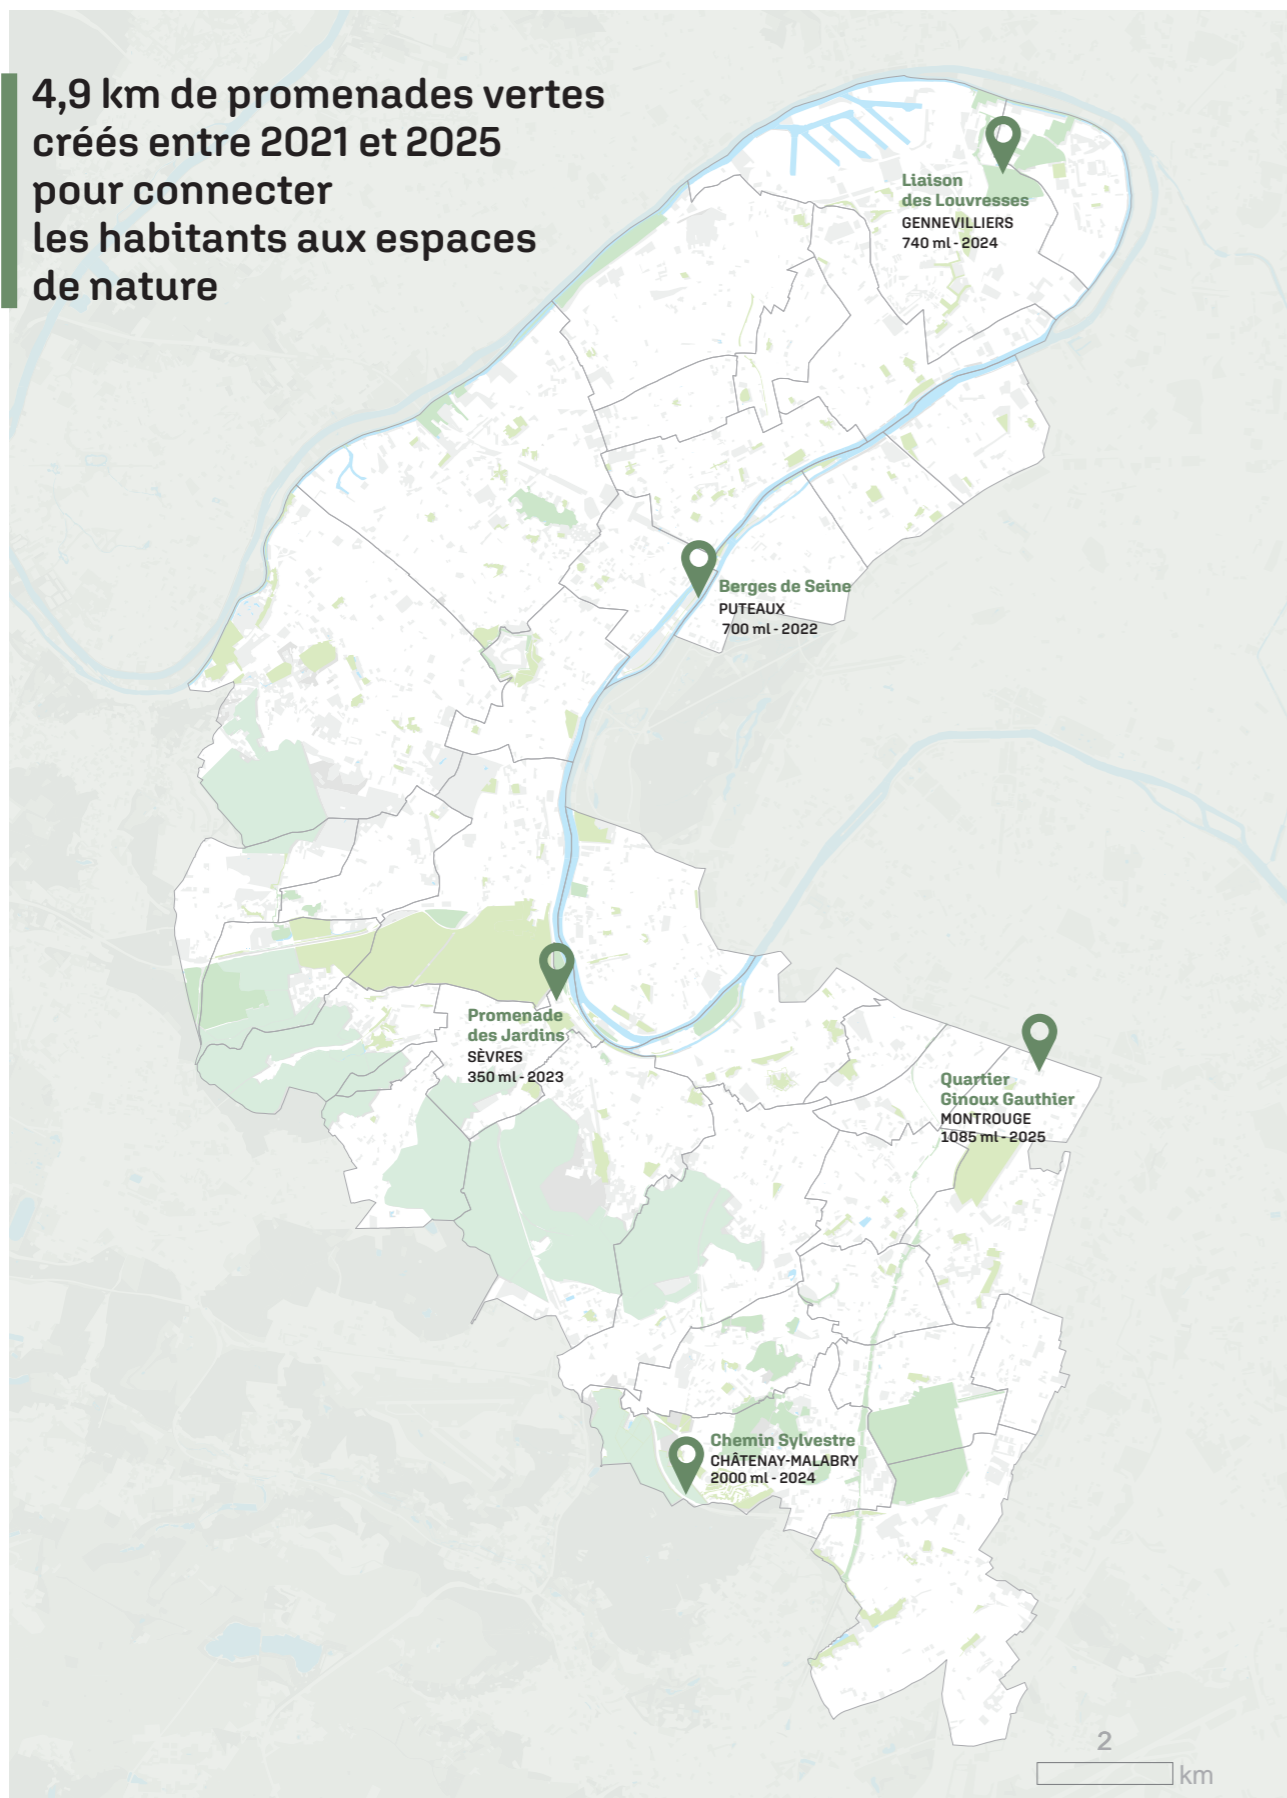 4,9 km de promenades vertes
créés entre 2021 et 2025
pour connecter
les habitants aux espaces
de nature
Liaison
des Louvresses
GENNEVILLIERS
740 ml - 2024
Berges de Seine
PUTEAUX
700 ml - 2022
Promenade
des Jardins
SÈVRES
350 ml - 2023
Quartier
Ginoux Gauthier
MONTROUGE
1085 ml - 2025
Chemin Sylvestre
CHÂTENAY-MALABRY
2000 ml - 2024
2
km